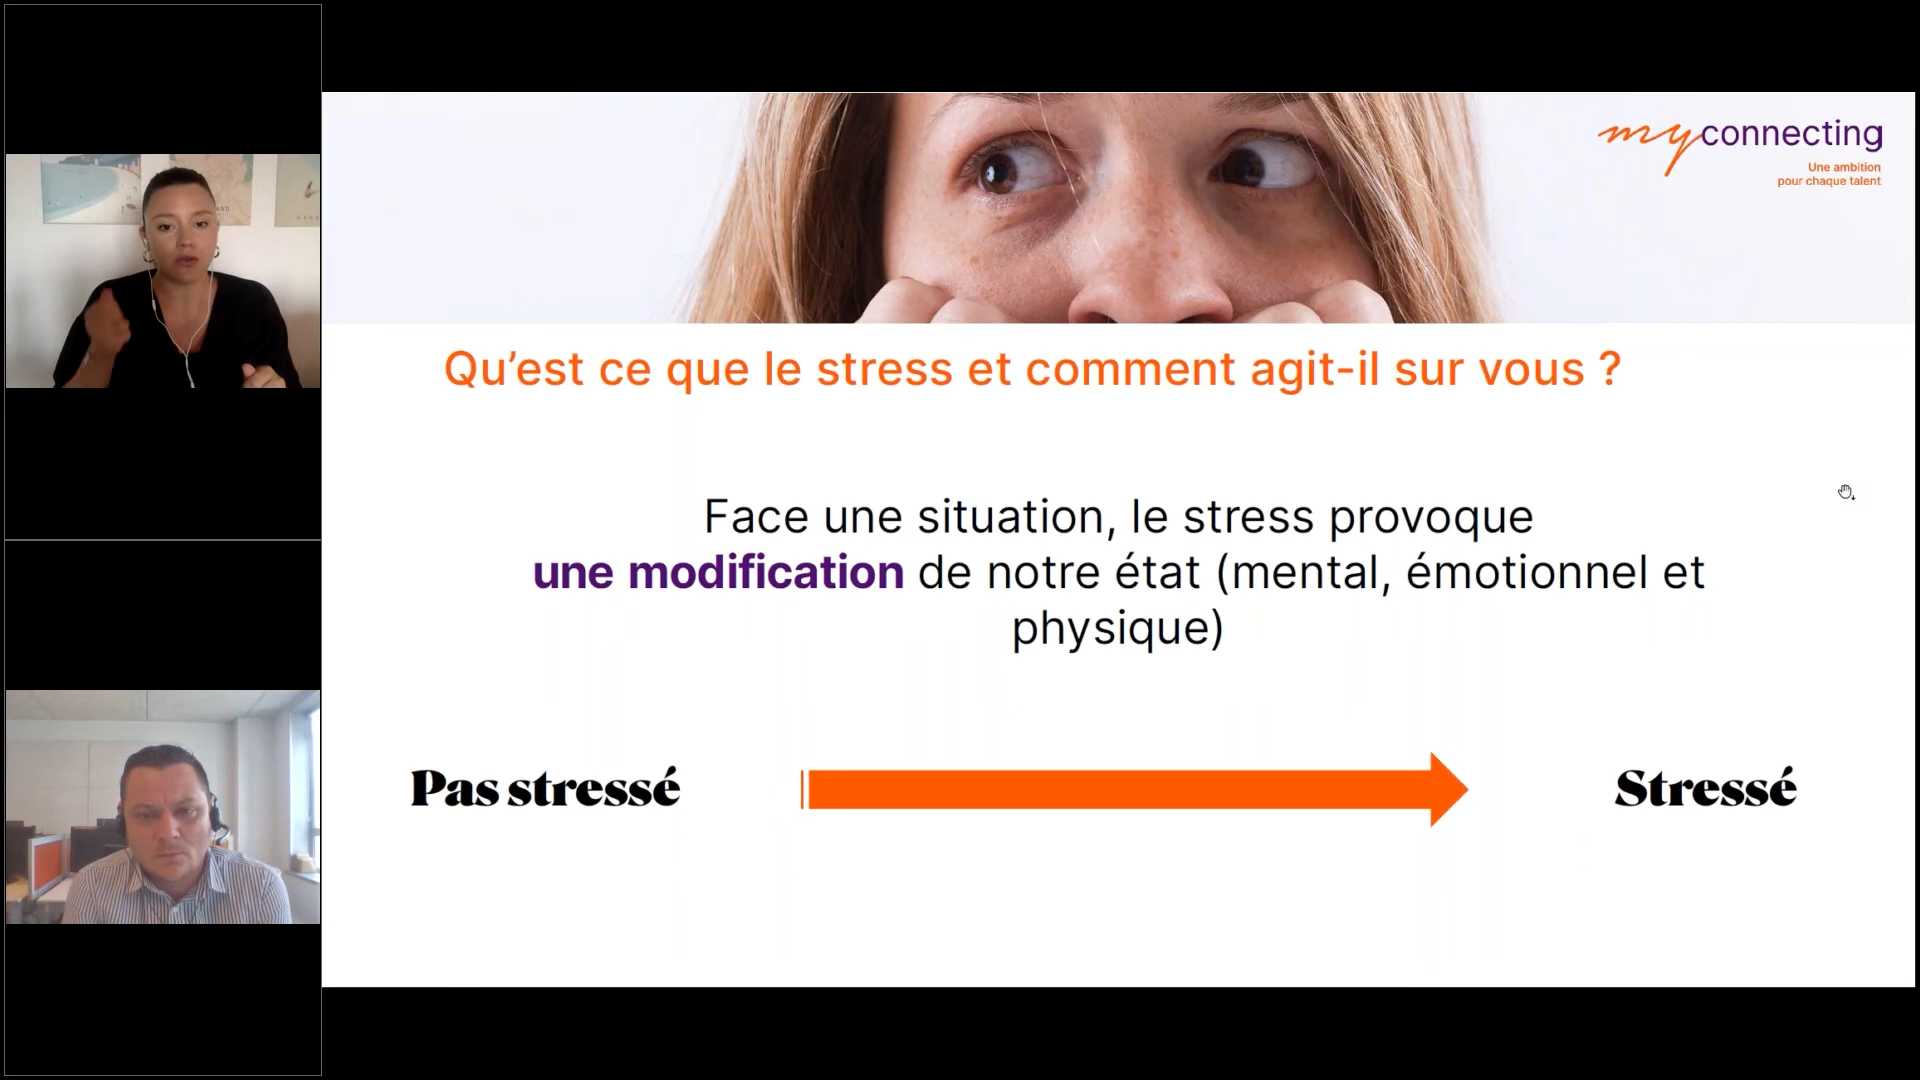 myconnecting
Une ambition
pour chaque talent
Qu’est ce que le stress et comment agit-il sur vous ?
Face une situation, le stress provoque
une modification de notre état (mental, émotionnel et
physique)
Pas stressé
Stressé